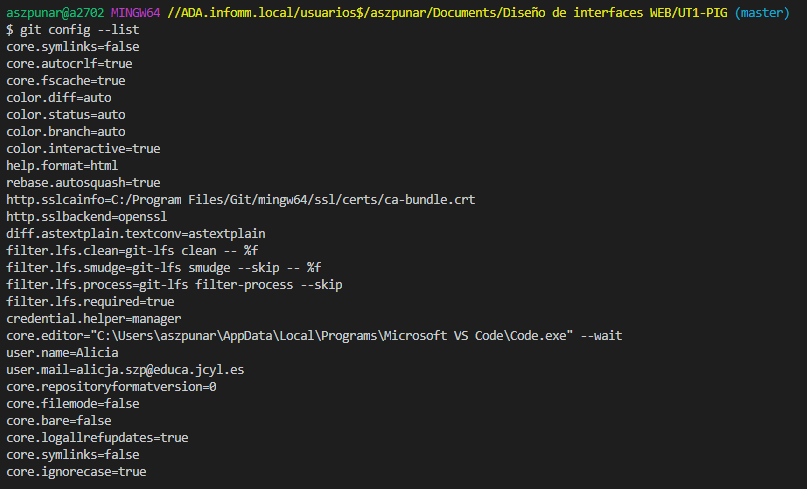 aszpunar@a2702 MINGW64 //ADA.infomm.local/usuarios$/aszpunar/Documents/Diseño de interfaces WEB/UT1-PIG (master)
$ git config --list
core.symlinks=false
core.autocrlf=true
core.fscache=true
color.diff=auto
color.status=auto
color.branch=auto
color.interactive=true
help.format=html
rebase.autosquash=true
http.sslcainfo=C:/Program Files/Git/mingw64/ssl/certs/ca-bundle.crt
http.sslbackend=openssl
diff.astextplain.textconv=astextplain
filter.lfs.clean=git-lfs clean -- %f
filter.lfs.smudge=git-lfs smudge --skip -- %f
filter.lfs.process=git-lfs filter-process --skip
filter.lfs.required=true
credential.helper=manager
core.editor="C:\Users\aszpunar\AppData\Local\Programs\Microsoft VS Code\Code.exe" --wait
user.name=Alicia
user.mail=alicja.szp@educa.jcyl.es
core.repositoryformatversion=0
core.filemode=false
core.bare=false
core.logallrefupdates=true
core.symlinks=false
core.ignorecase=true